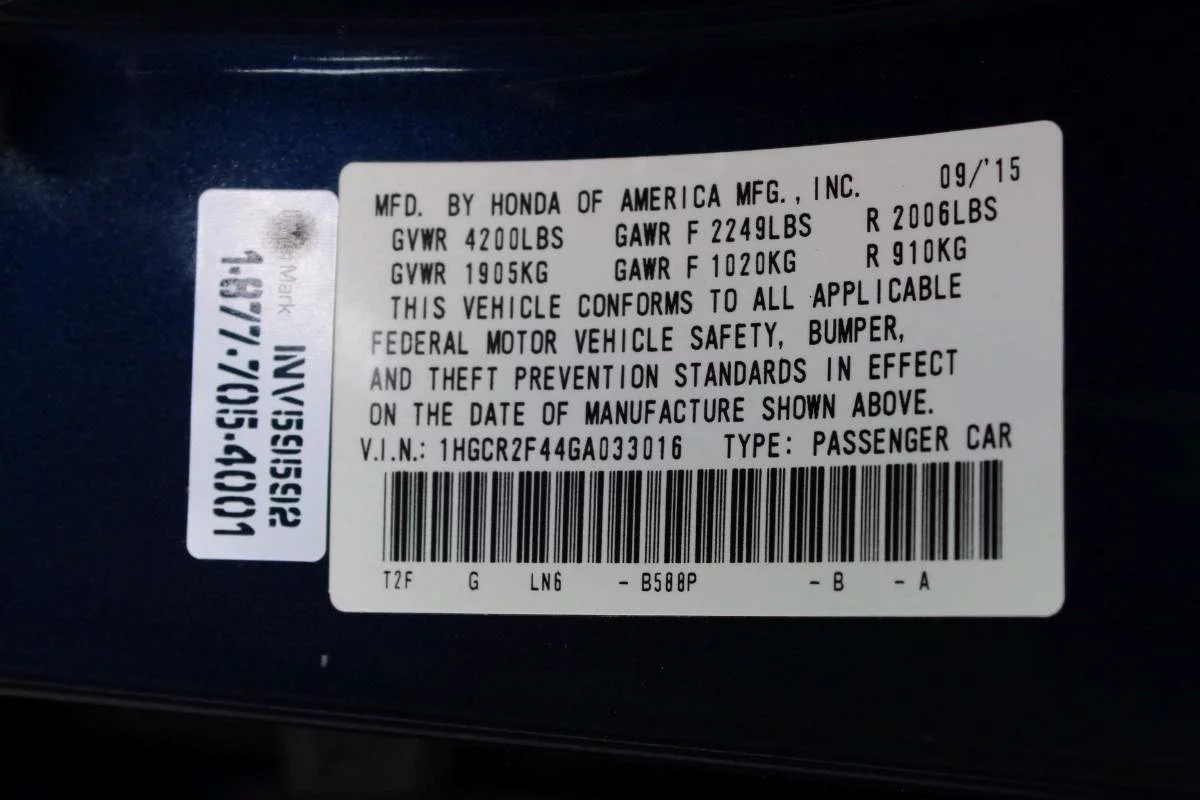 MFD. BY HONDA OF AMERICA MFG., INC. 09/'15
GVWR 4200LBS GAWR F 2249LBS R 2006LBS
GVWR 1905KG GAWR F 1020KG R 910KG
THIS VEHICLE CONFORMS TO ALL APPLICABLE
FEDERAL MOTOR VEHICLE SAFETY, BUMPER,
AND THEFT PREVENTION STANDARDS IN EFFECT
ON THE DATE OF MANUFACTURE SHOWN ABOVE.
V.I.N.: 1HGCR2F44GA033016 TYPE: PASSENGER CAR
T2F G LN6 - B588P - B - A
Mark
INV59592
1·877·705·4001